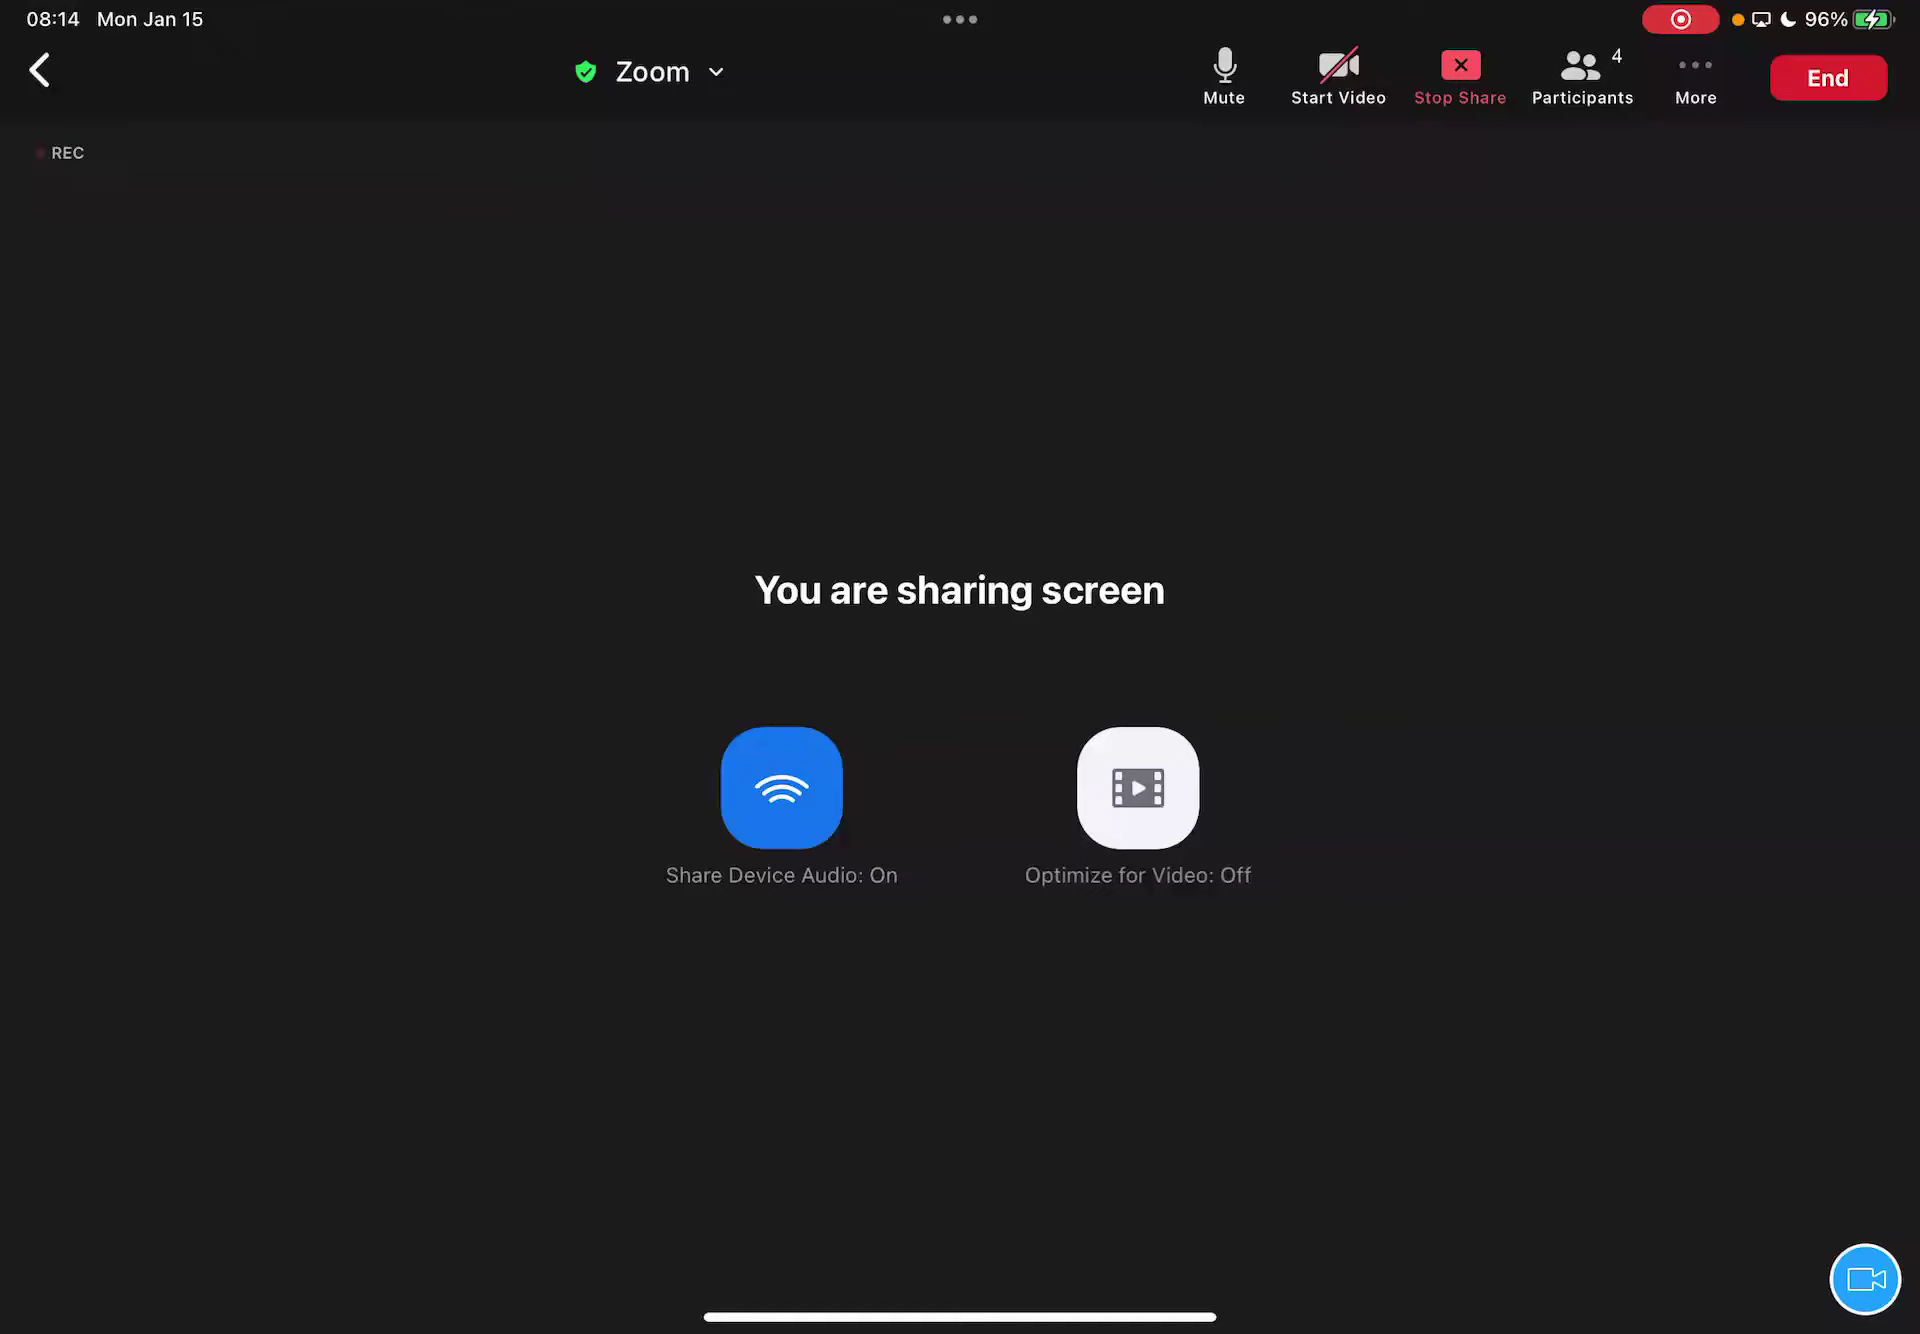 08:14 Mon Jan 15
96%
Zoom
Mute
Start Video
Stop Share
Participants
4
More
End
REC
You are sharing screen
Share Device Audio: On
Optimize for Video: Off